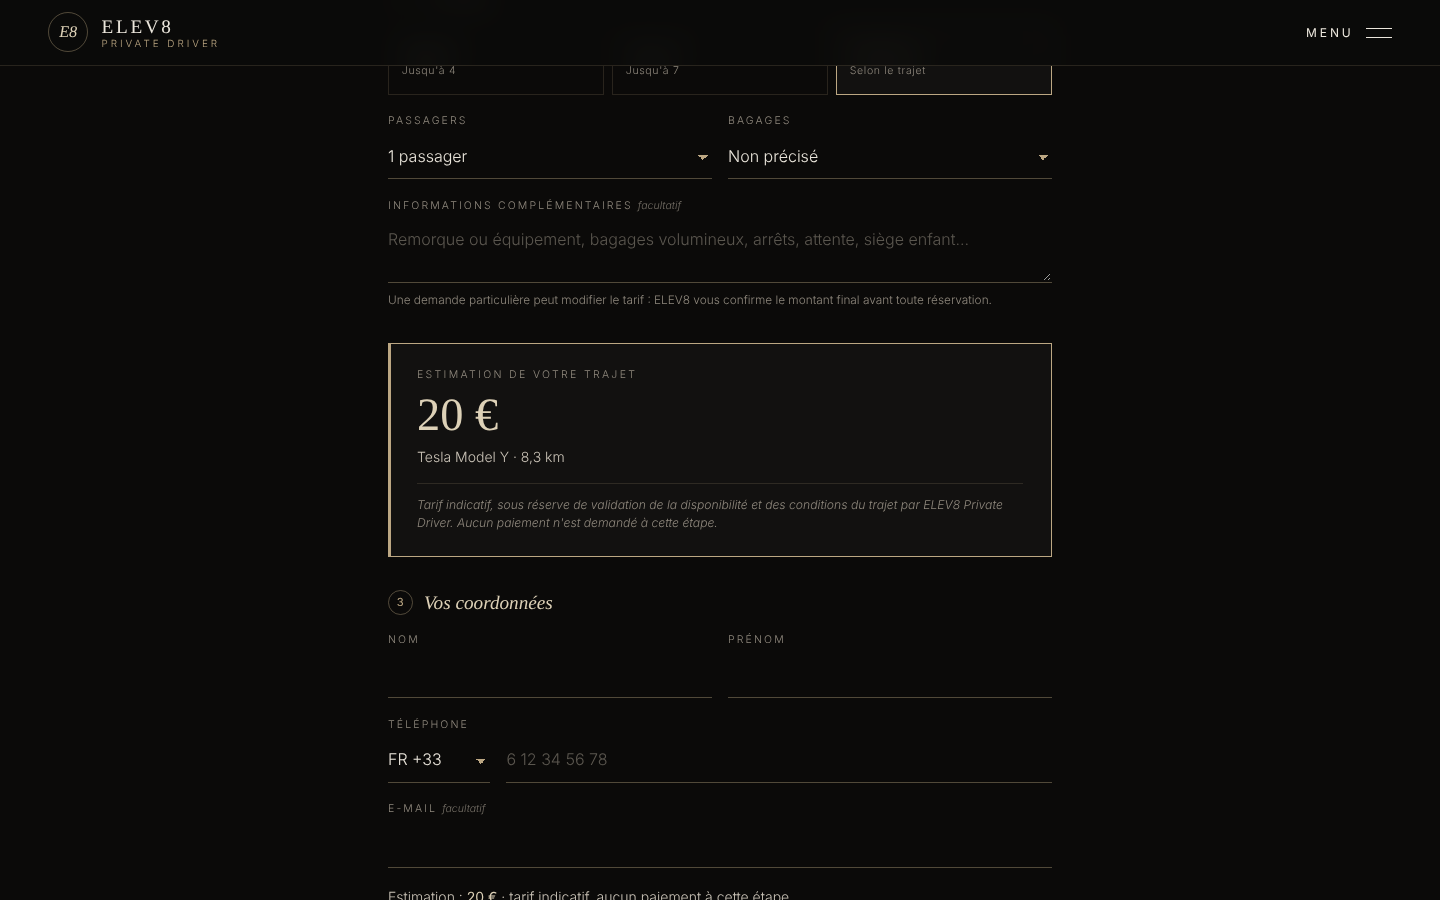 E8
ELEV8
PRIVATE DRIVER
MENU
Jusqu'à 4
Jusqu'à 7
Selon le trajet
PASSAGERS
BAGAGES
1 passager
Non précisé
INFORMATIONS COMPLÉMENTAIRES facultatif
Remorque ou équipement, bagages volumineux, arrêts, attente, siège enfant...
Une demande particulière peut modifier le tarif : ELEV8 vous confirme le montant final avant toute réservation.
ESTIMATION DE VOTRE TRAJET
20 €
Tesla Model Y · 8,3 km
Tarif indicatif, sous réserve de validation de la disponibilité et des conditions du trajet par ELEV8 Private
Driver. Aucun paiement n'est demandé à cette étape.
3 Vos coordonnées
NOM
PRÉNOM
TÉLÉPHONE
FR +33
6 12 34 56 78
E-MAIL facultatif
Estimation : 20 € · tarif indicatif, aucun paiement à cette étape